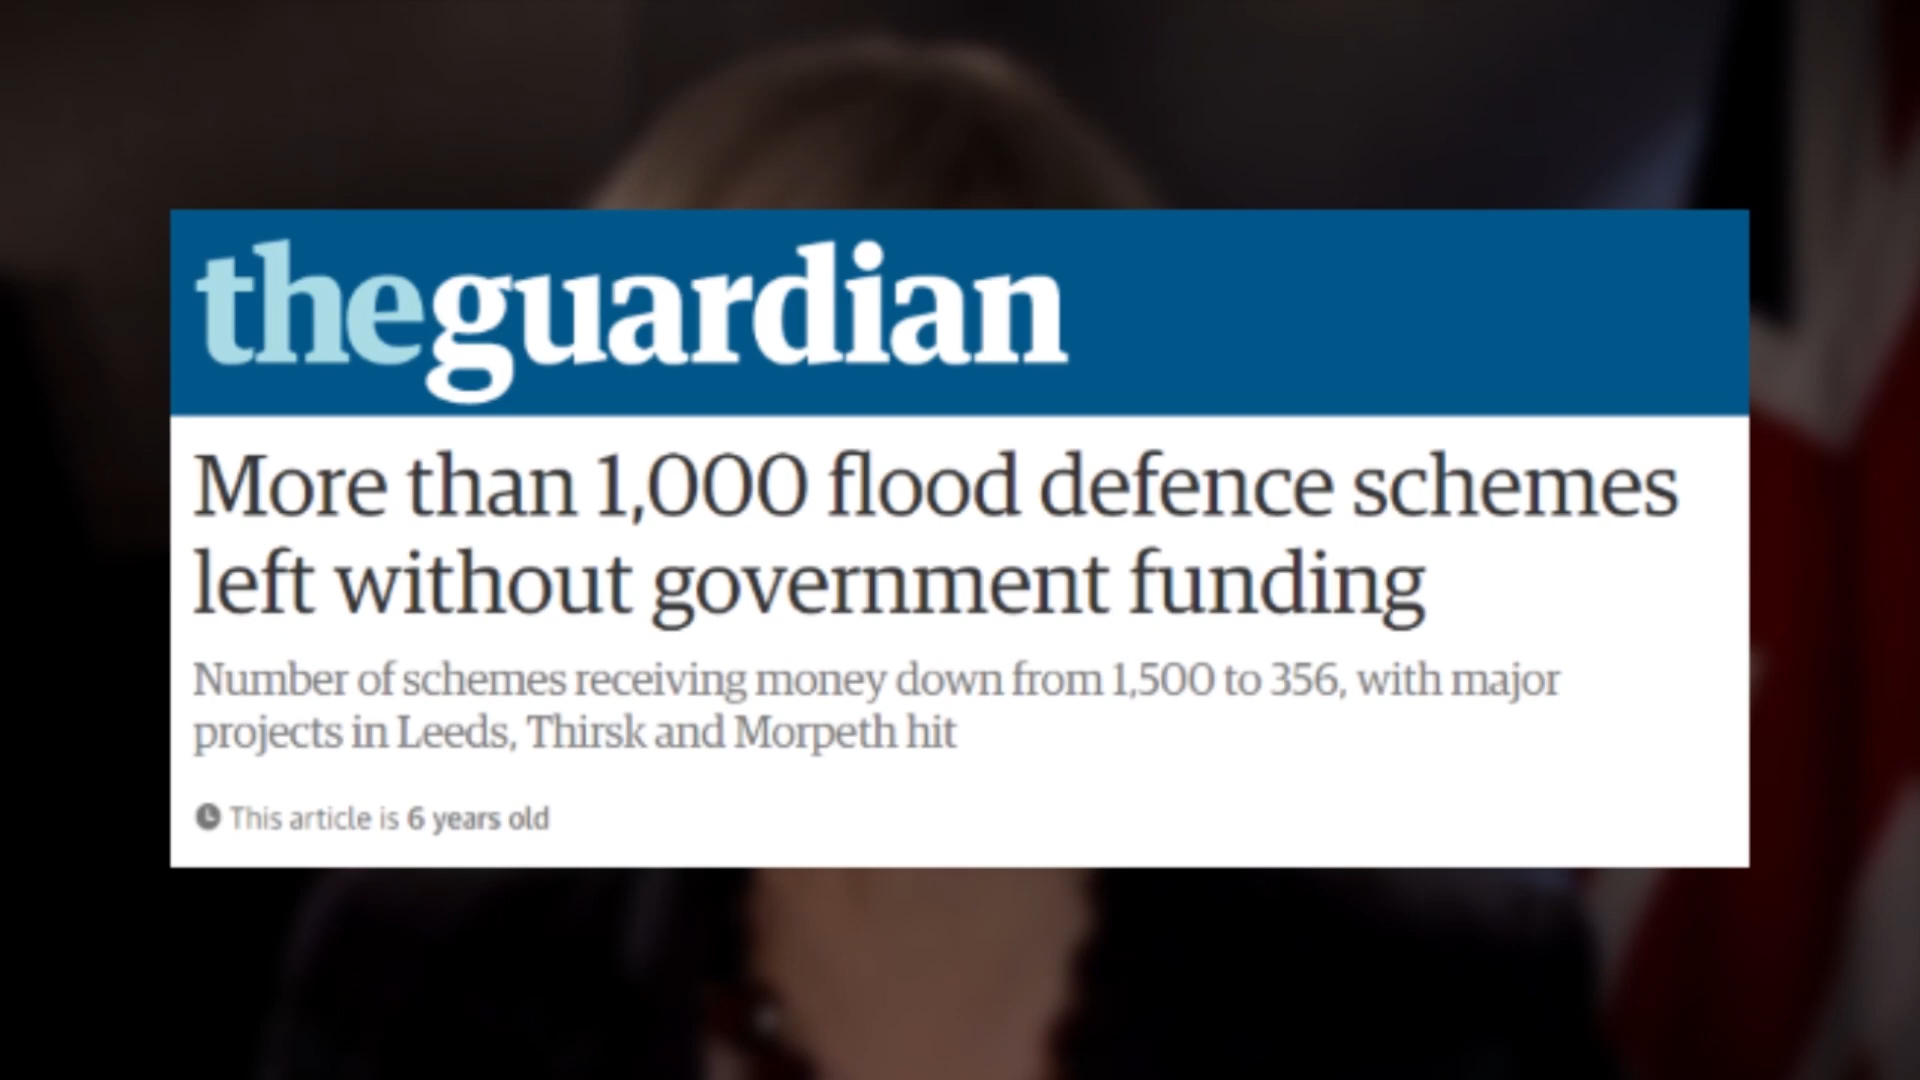 theguardian
More than 1,000 flood defence schemes
left without government funding
Number of schemes receiving money down from 1,500 to 356, with major
projects in Leeds, Thirsk and Morpeth hit
This article is 6 years old